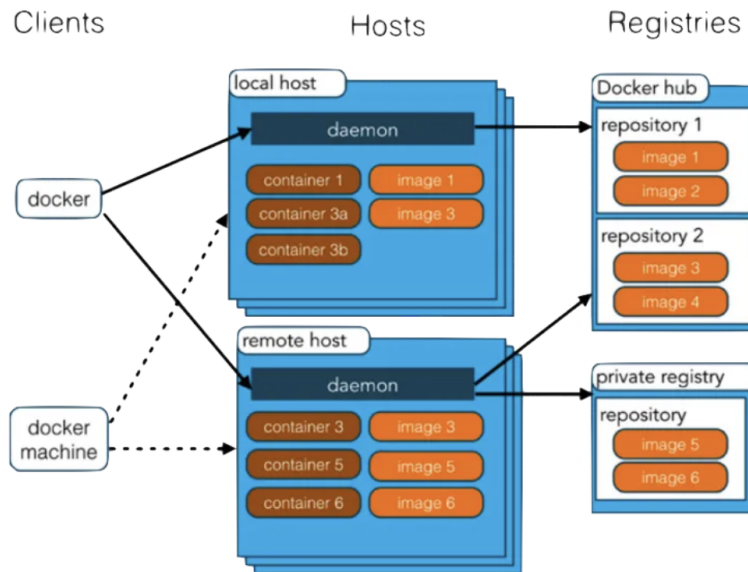 Clients
Hosts
Registries
docker
docker
machine
local host
daemon
container 1
image 1
container 3a
image 3
container 3b
remote host
daemon
container 3
image 3
container 5
image 5
container 6
image 6
Docker hub
repository 1
image 1
image 2
repository 2
image 3
image 4
private registry
repository
image 5
image 6